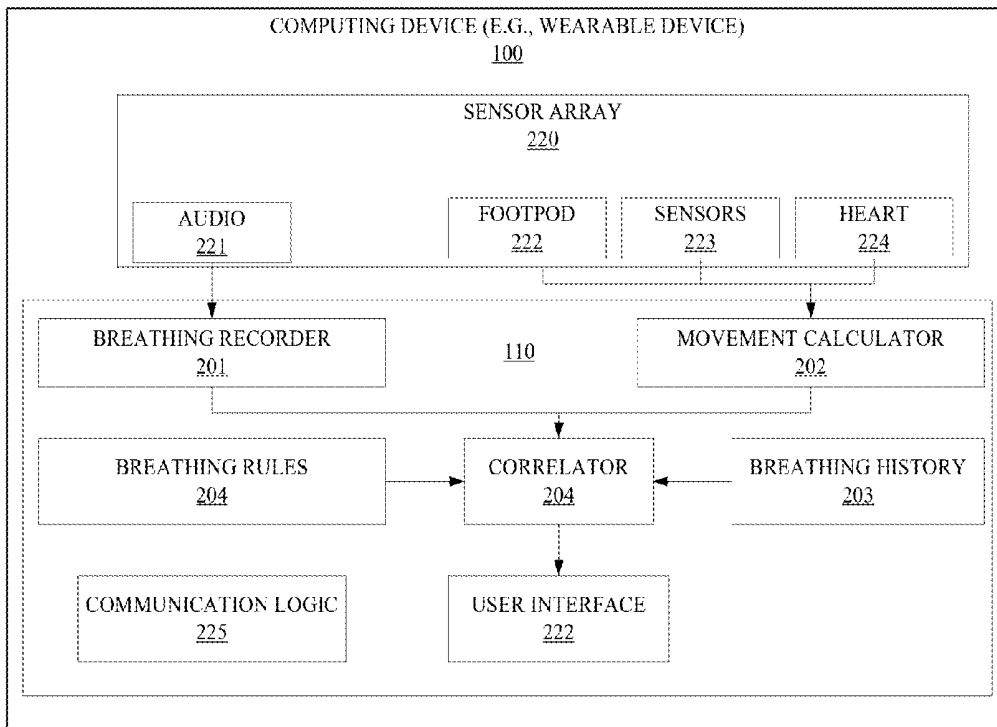 COMPUTING DEVICE (E.G., WEARABLE DEVICE)
100
SENSOR ARRAY
220
AUDIO
221
FOOTPOD
222
SENSORS
223
HEART
224
BREATHING RECORDER
201
110
MOVEMENT CALCULATOR
202
BREATHING RULES
204
CORRELATOR
204
BREATHING HISTORY
203
COMMUNICATION LOGIC
225
USER INTERFACE
222